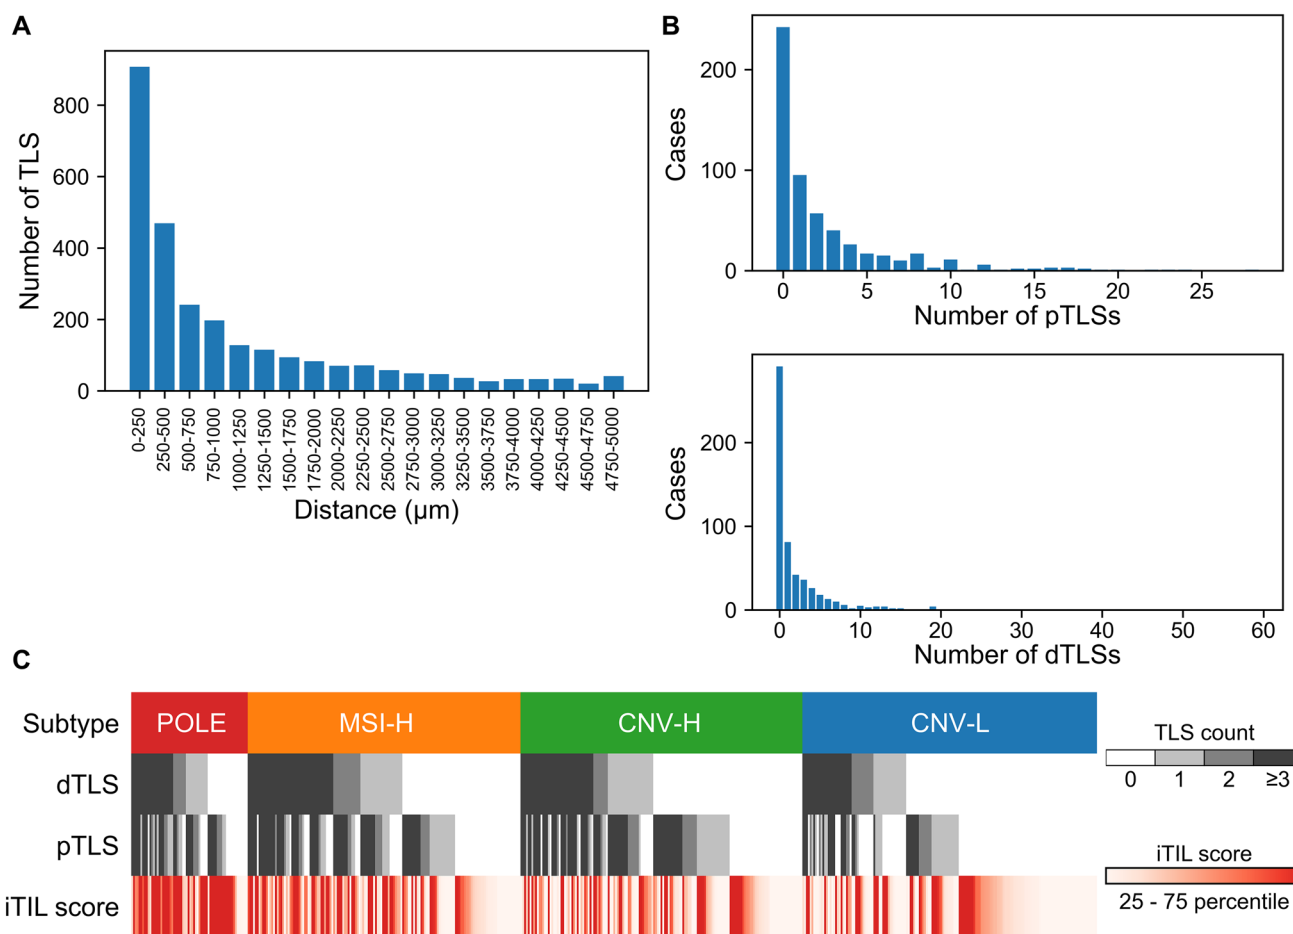 A
Number of TLS
800
600
400
200
0
0-250
250-500
500-750
750-1000
1000-1250
1250-1500
1500-1750
1750-2000
2000-2250
2250-2500
2500-2750
2750-3000
3000-3250
3250-3500
3500-3750
3750-4000
4000-4250
4250-4500
4500-4750
4750-5000
Distance (µm)
B
Cases
200
100
0
0 5 10 15 20 25
Number of pTLSs
Cases
200
100
0
0 10 20 30 40 50 60
Number of dTLSs
C
Subtype POLE MSI-H CNV-H CNV-L
dTLS
pTLS
iTIL score
TLS count
0 1 2 ≥3
iTIL score
25 - 75 percentile